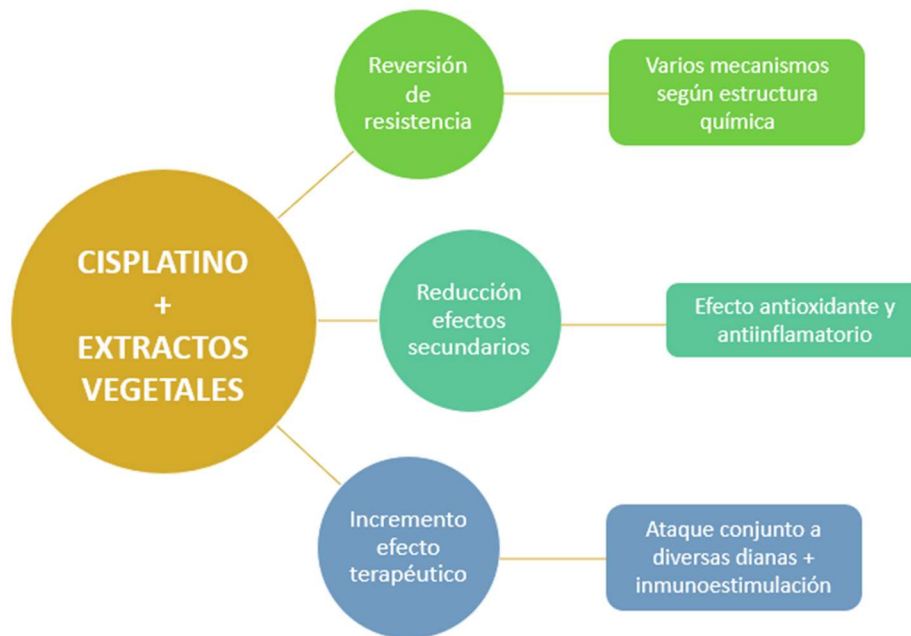 Reversión
de
resistencia
Varios mecanismos
según estructura
química
CISPLATINO
+
EXTRACTOS
VEGETALES
Reducción
efectos
secundarios
Efecto antioxidante y
antiinflamatorio
Incremento
efecto
terapéutico
Ataque conjunto a
diversas dianas +
inmunoestimulación